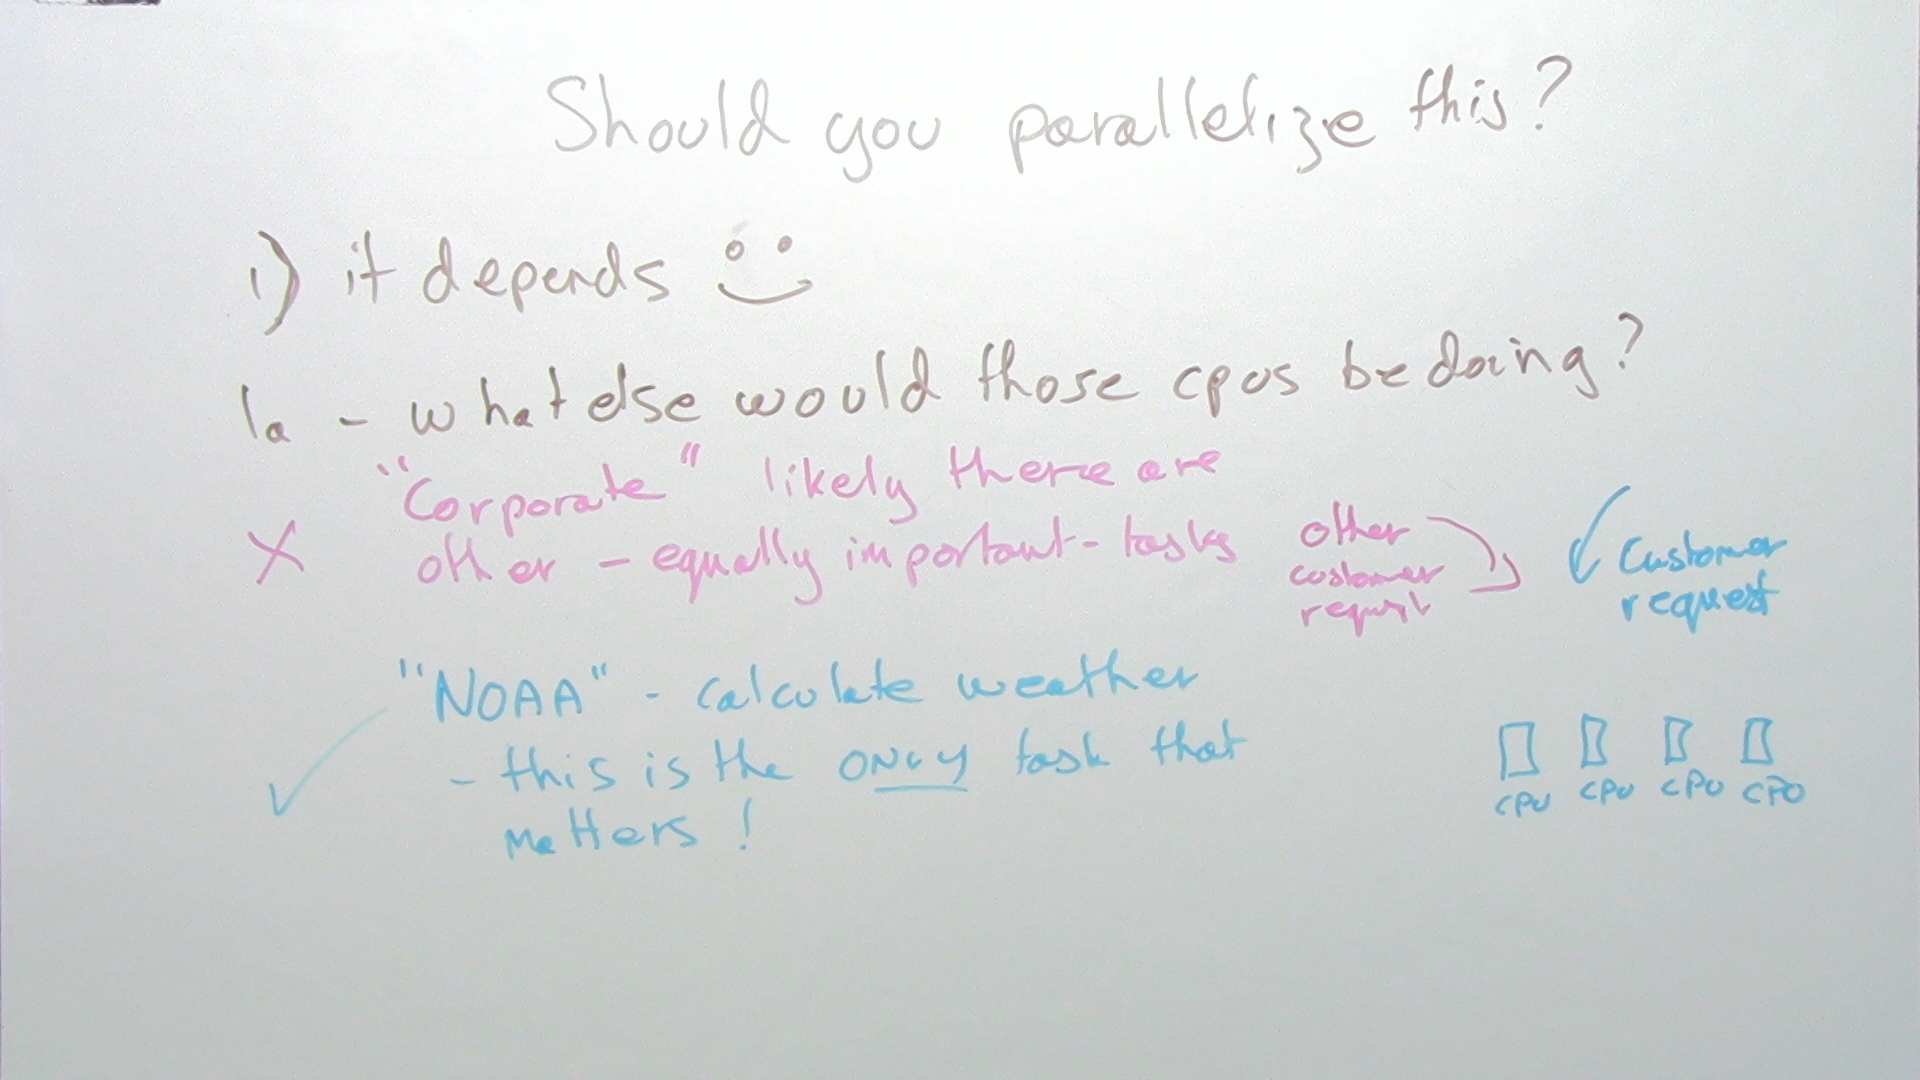 Should you parallelize this?
1) it depends
1a - what else would those cpus be doing?
"Corporate" likely there are
other - equally important - tasks
other
customer
request
Customer
request
"NOAA" - calculate weather
- this is the ONLY task that
matters!
CPU CPU CPU CPU